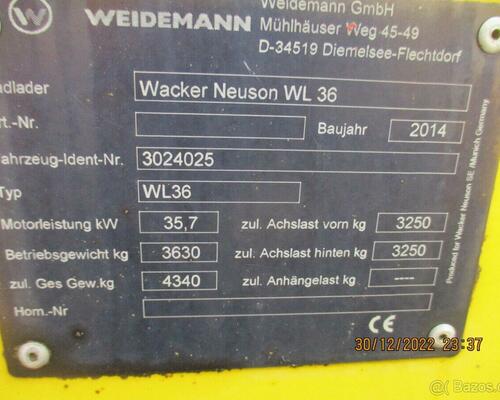 WEIDEMANN
Weidemann GmbH
Mühlhäuser Weg 45-49
D-34519 Diemelsee-Flechtdorf
adlader Wacker Neuson WL 36
rt.-Nr. Baujahr 2014
ahrzeug-Ident-Nr. 3024025
Typ WL36
Motorleistung kW 35,7 zul. Achslast vorn kg 3250
Betriebsgewicht kg 3630 zul. Achslast hinten kg 3250
zul. Ges Gew.kg 4340 zul. Anhängelast kg ----
Hom.-Nr
CE
Produced for Wacker Neuson SE /Munich Germany
30/12/2022 23:37
© Bazos.c